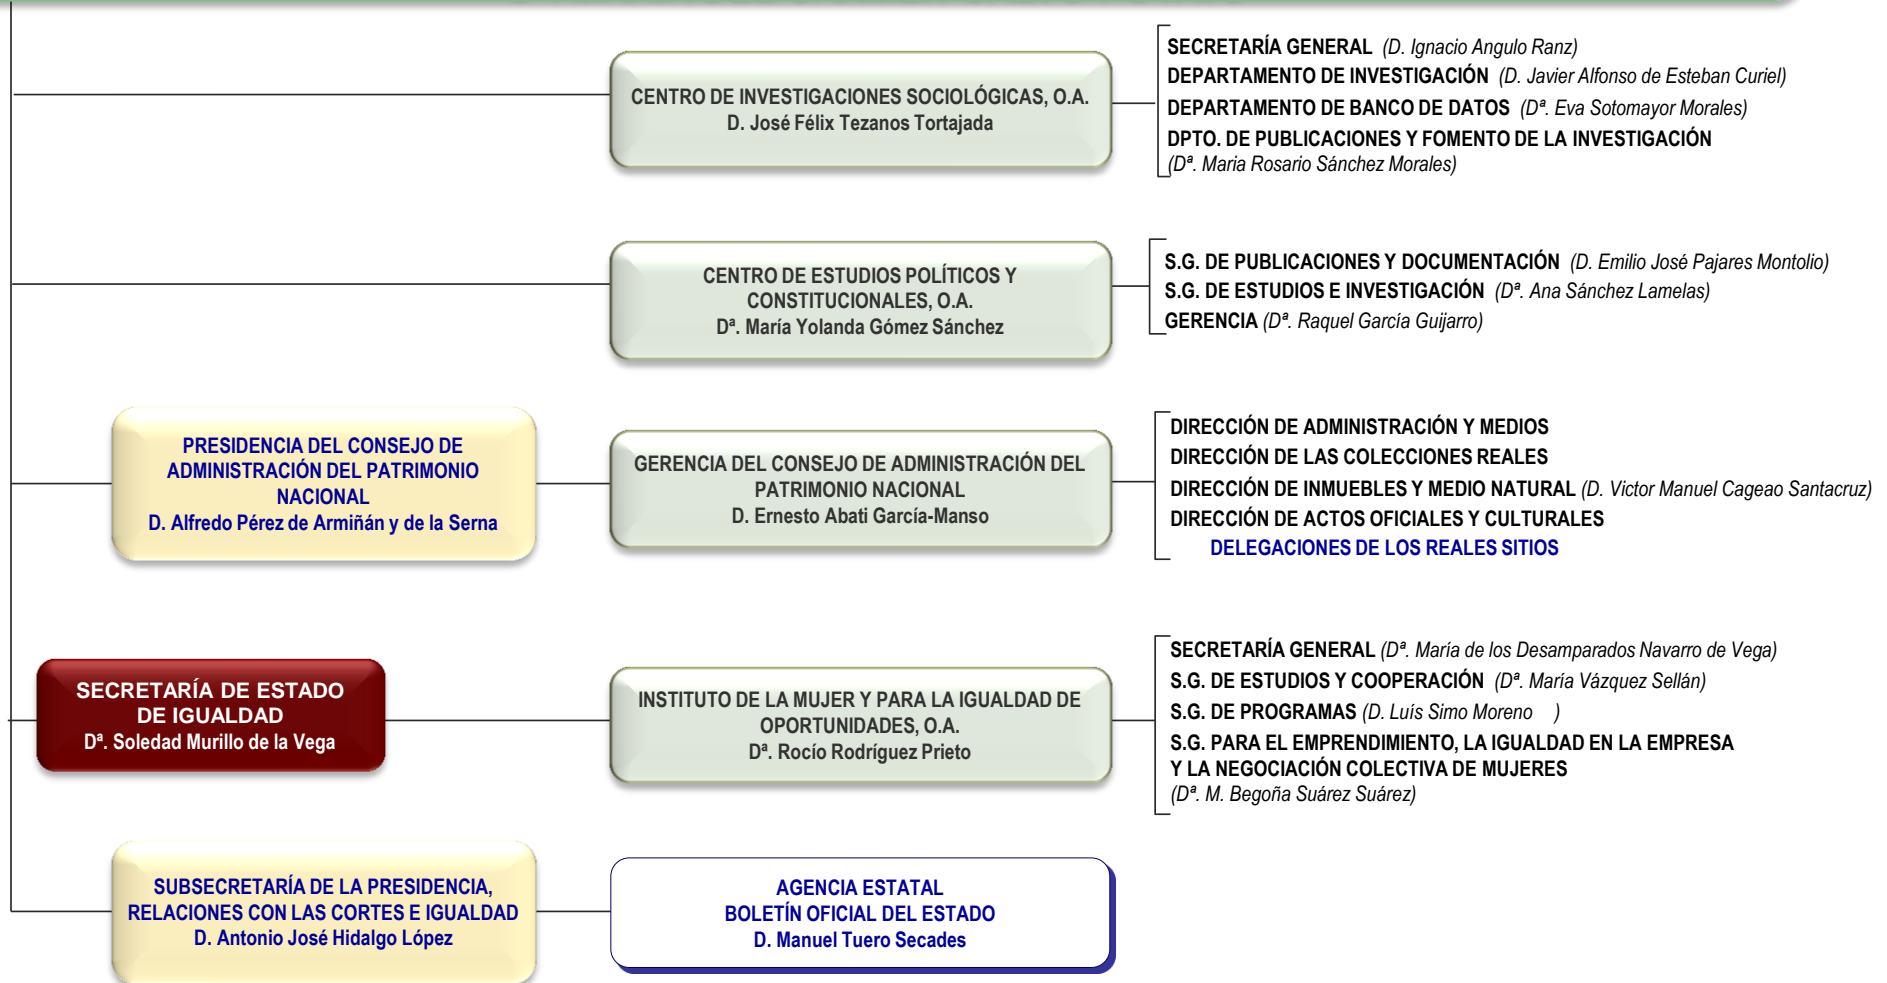 CENTRO DE INVESTIGACIONES SOCIOLÓGICAS, O.A.
D. José Félix Tezanos Tortajada
SECRETARÍA GENERAL (D. Ignacio Angulo Ranz)
DEPARTAMENTO DE INVESTIGACIÓN (D. Javier Alfonso de Esteban Curiel)
DEPARTAMENTO DE BANCO DE DATOS (Dª. Eva Sotomayor Morales)
DPTO. DE PUBLICACIONES Y FOMENTO DE LA INVESTIGACIÓN
(Dª. Maria Rosario Sánchez Morales)
CENTRO DE ESTUDIOS POLÍTICOS Y
CONSTITUCIONALES, O.A.
Dª. María Yolanda Gómez Sánchez
S.G. DE PUBLICACIONES Y DOCUMENTACIÓN (D. Emilio José Pajares Montolio)
S.G. DE ESTUDIOS E INVESTIGACIÓN (Dª. Ana Sánchez Lamelas)
GERENCIA (Dª. Raquel García Guijarro)
PRESIDENCIA DEL CONSEJO DE
ADMINISTRACIÓN DEL PATRIMONIO
NACIONAL
D. Alfredo Pérez de Armiñán y de la Serna
GERENCIA DEL CONSEJO DE ADMINISTRACIÓN DEL
PATRIMONIO NACIONAL
D. Ernesto Abati García-Manso
DIRECCIÓN DE ADMINISTRACIÓN Y MEDIOS
DIRECCIÓN DE LAS COLECCIONES REALES
DIRECCIÓN DE INMUEBLES Y MEDIO NATURAL (D. Victor Manuel Cageao Santacruz)
DIRECCIÓN DE ACTOS OFICIALES Y CULTURALES
DELEGACIONES DE LOS REALES SITIOS
SECRETARÍA DE ESTADO
DE IGUALDAD
Dª. Soledad Murillo de la Vega
INSTITUTO DE LA MUJER Y PARA LA IGUALDAD DE
OPORTUNIDADES, O.A.
Dª. Rocío Rodríguez Prieto
SECRETARÍA GENERAL (Dª. María de los Desamparados Navarro de Vega)
S.G. DE ESTUDIOS Y COOPERACIÓN (Dª. María Vázquez Sellán)
S.G. DE PROGRAMAS (D. Luís Simo Moreno )
S.G. PARA EL EMPRENDIMIENTO, LA IGUALDAD EN LA EMPRESA
Y LA NEGOCIACIÓN COLECTIVA DE MUJERES
(Dª. M. Begoña Suárez Suárez)
SUBSECRETARÍA DE LA PRESIDENCIA,
RELACIONES CON LAS CORTES E IGUALDAD
D. Antonio José Hidalgo López
AGENCIA ESTATAL
BOLETÍN OFICIAL DEL ESTADO
D. Manuel Tuero Secades